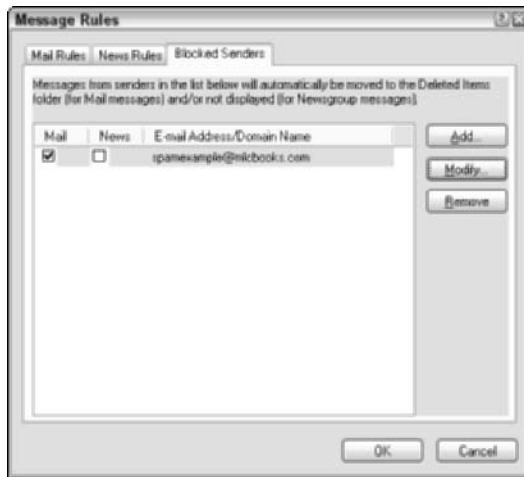 Message Rules
Mail Rules News Rules Blocked Senders
Messages from senders in the list below will automatically be moved to the Deleted Items
folder (for Mail messages) and/or not displayed (for Newsgroup messages).
Mail News E-mail Address/Domain Name
spamexample@mlcbooks.com
Add...
Modify...
Remove
OK Cancel